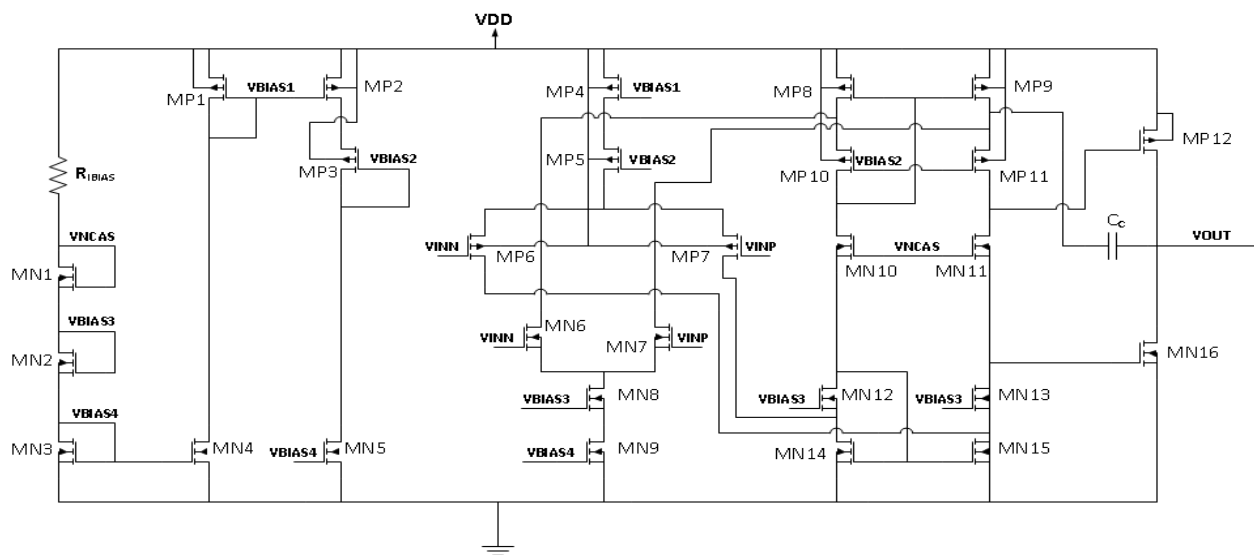 VDD
MP1
VBIAS1
MP2
MP4
VBIAS1
MP8
MP9
MP12
RIBIAS
MP3
VBIAS2
MP5
VBIAS2
VBIAS2
MP10
MP11
VNCAS
MN1
VINN
MP6
MP7
VINP
VNCAS
MN10
MN11
Cc
VOUT
VBIAS3
MN2
VINN
MN6
MN7
VINP
MN16
VBIAS4
MN3
MN4
VBIAS4
MN5
VBIAS3
MN8
VBIAS4
MN9
VBIAS3
MN12
VBIAS3
MN13
MN14
MN15